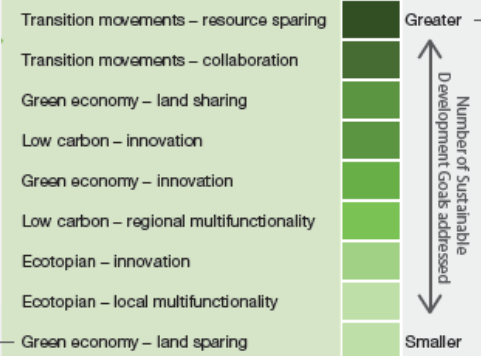 Transition movements – resource sparing
Greater
Transition movements – collaboration
Green economy – land sharing
Low carbon – innovation
Green economy – innovation
Low carbon – regional multifunctionality
Ecotopian – innovation
Ecotopian – local multifunctionality
Green economy – land sparing
Smaller
Number of Sustainable
Development Goals addressed